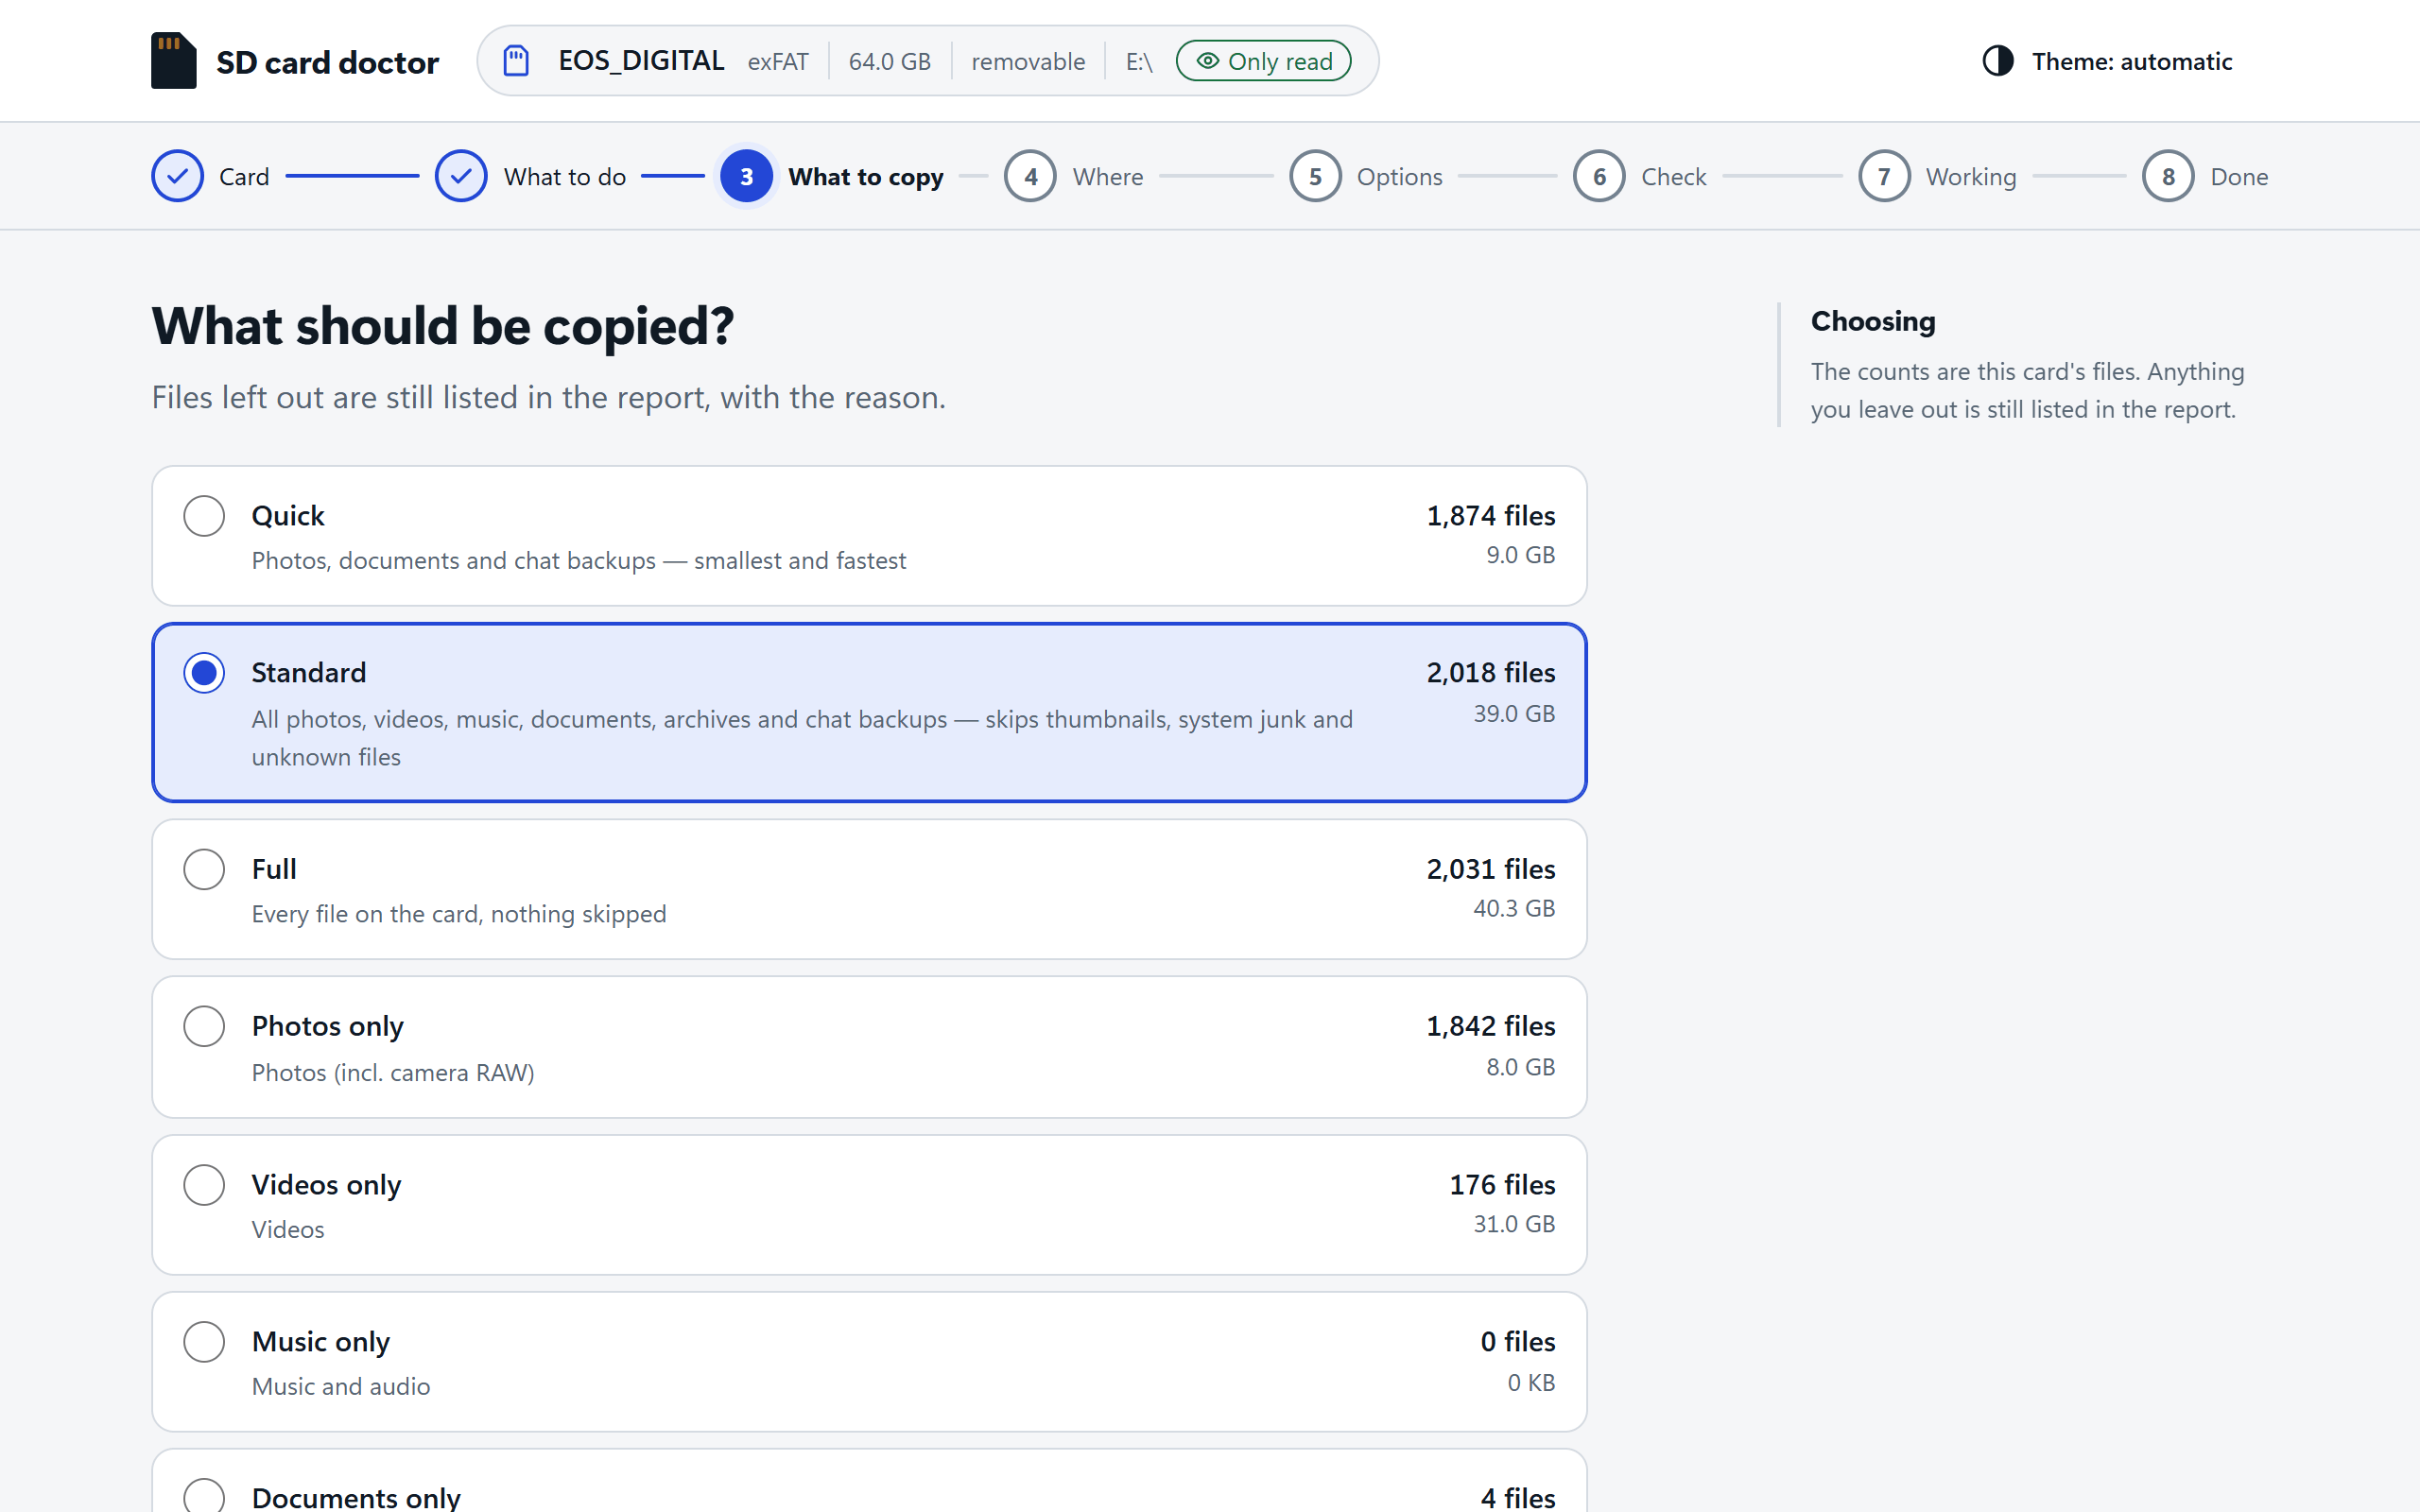 SD card doctor
EOS_DIGITAL exFAT 64.0 GB removable E:\ Only read
Theme: automatic
Card
What to do
3 What to copy
4 Where
5 Options
6 Check
7 Working
8 Done
What should be copied?
Files left out are still listed in the report, with the reason.
Choosing
The counts are this card's files. Anything
you leave out is still listed in the report.
Quick
1,874 files
Photos, documents and chat backups — smallest and fastest
9.0 GB
Standard
2,018 files
All photos, videos, music, documents, archives and chat backups — skips thumbnails, system junk and
unknown files
39.0 GB
Full
2,031 files
Every file on the card, nothing skipped
40.3 GB
Photos only
1,842 files
Photos (incl. camera RAW)
8.0 GB
Videos only
176 files
Videos
31.0 GB
Music only
0 files
Music and audio
0 KB
Documents only
4 files